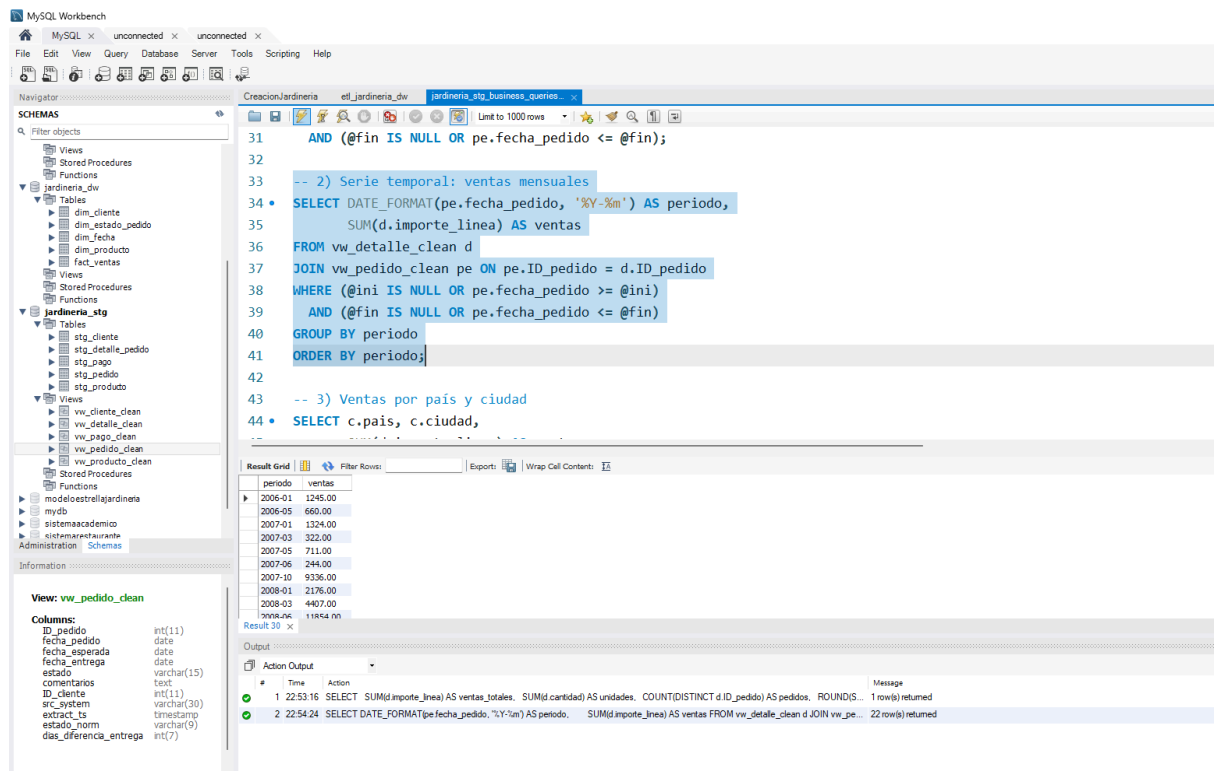 MySQL Workbench
MySQL × unconnected × unconnected ×
File Edit View Query Database Server Tools Scripting Help
Navigator
SCHEMAS
Filter objects
Views
Stored Procedures
Functions
jardineria_dw
Tables
dim_cliente
dim_estado_pedido
dim_fecha
dim_producto
fact_ventas
Views
Stored Procedures
Functions
jardineria_stg
Tables
stg_cliente
stg_detalle_pedido
stg_pago
stg_pedido
stg_producto
Views
vw_cliente_clean
vw_detalle_clean
vw_pago_clean
vw_pedido_clean
vw_producto_clean
Stored Procedures
Functions
modeloestrellajardineria
mydb
sistemaacademico
sistemarestaurante
Administration Schemas
Information
View: vw_pedido_clean
Columns:
ID_pedido int(11)
fecha_pedido date
fecha_esperada date
fecha_entrega date
estado varchar(15)
comentarios text
ID_cliente int(11)
src_system varchar(30)
extract_ts timestamp
estado_norm varchar(9)
dias_diferencia_entrega int(7)
CreacionJardineria etl_jardineria_dw jardineria_stg_business_queries... ×
Limit to 1000 rows
31 AND (@fin IS NULL OR pe.fecha_pedido <= @fin);
32
33 -- 2) Serie temporal: ventas mensuales
34 SELECT DATE_FORMAT(pe.fecha_pedido, '%Y-%m') AS periodo,
35 SUM(d.importe_linea) AS ventas
36 FROM vw_detalle_clean d
37 JOIN vw_pedido_clean pe ON pe.ID_pedido = d.ID_pedido
38 WHERE (@ini IS NULL OR pe.fecha_pedido >= @ini)
39 AND (@fin IS NULL OR pe.fecha_pedido <= @fin)
40 GROUP BY periodo
41 ORDER BY periodo;
42
43 -- 3) Ventas por país y ciudad
44 SELECT c.pais, c.ciudad,
Result Grid Filter Rows: Export: Wrap Cell Content:
periodo ventas
2006-01 1245.00
2006-05 660.00
2007-01 1324.00
2007-03 322.00
2007-05 711.00
2007-06 244.00
2007-10 9336.00
2008-01 2176.00
2008-03 4407.00
2008-06 11854.00
Result 30 ×
Output
Action Output
# Time Action Message
1 22:53:16 SELECT SUM(d.importe_linea) AS ventas_totales, SUM(d.cantidad) AS unidades, COUNT(DISTINCT d.ID_pedido) AS pedidos, ROUND(S... 1 row(s) returned
2 22:54:24 SELECT DATE_FORMAT(pe.fecha_pedido, '%Y-%m') AS periodo, SUM(d.importe_linea) AS ventas FROM vw_detalle_clean d JOIN vw_pe... 22 row(s) returned